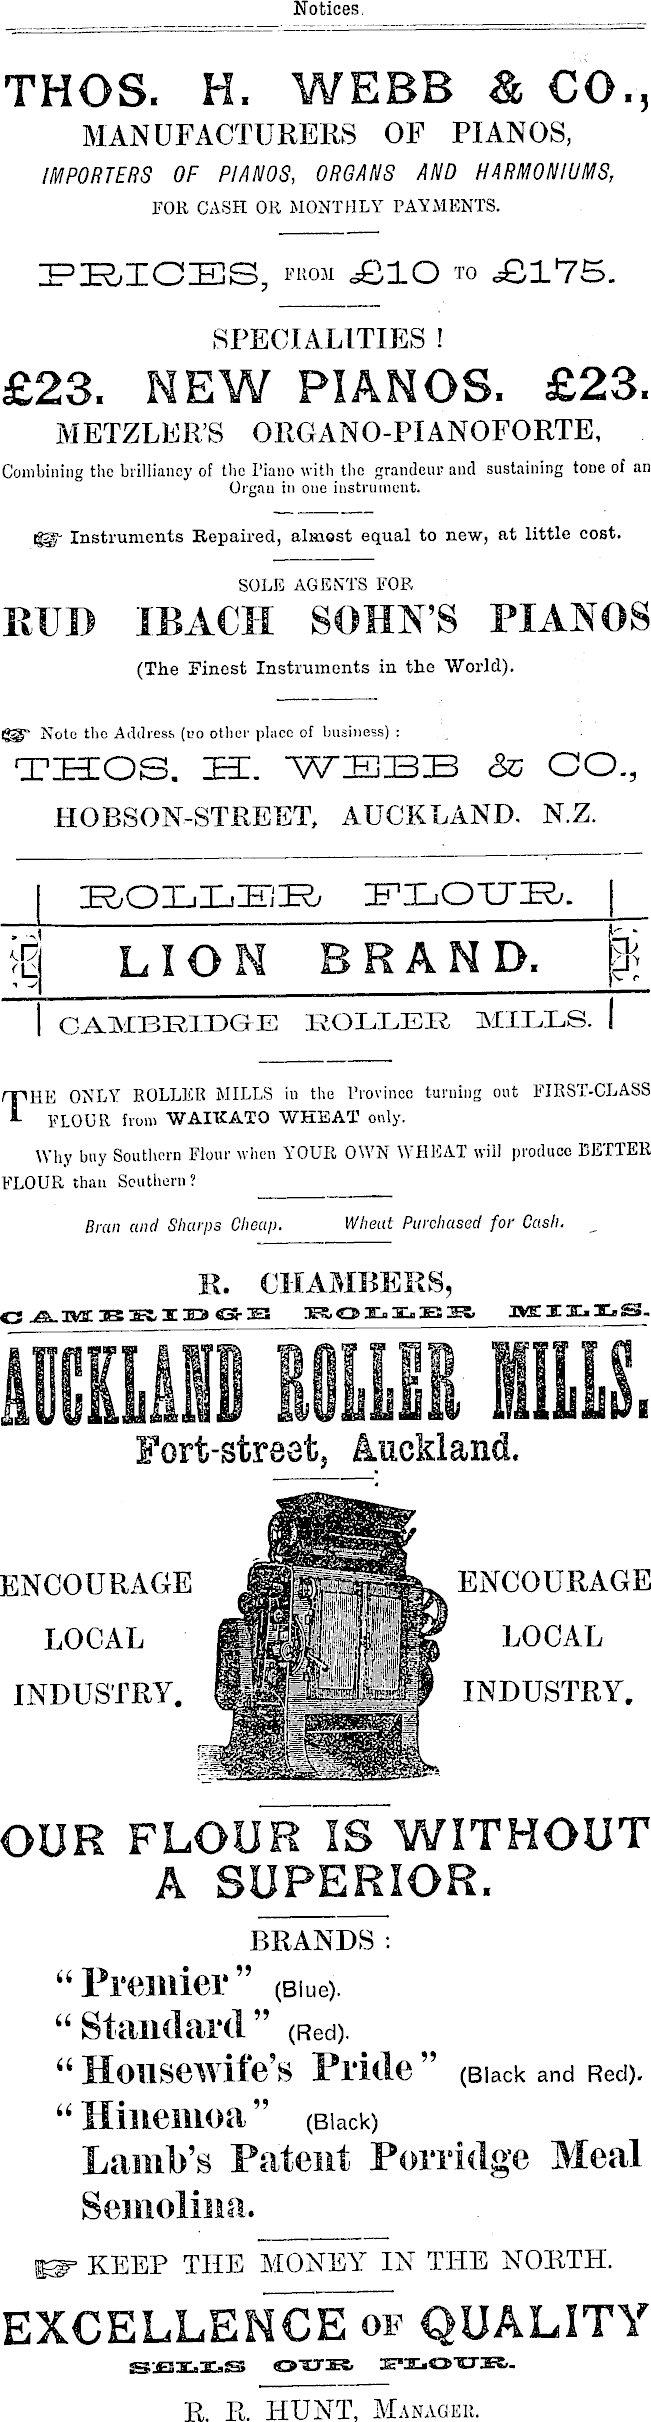 Notices.
THOS. H. WEBB & CO.,
MANUFACTURERS OF PIANOS,
IMPORTERS OF PIANOS, ORGANS AND HARMONIUMS,
FOR CASH OR MONTHLY PAYMENTS.
PRICES, FROM £10 TO £175.
SPECIALITIES !
£23. NEW PIANOS. £23.
METZLER'S ORGANO-PIANOFORTE,
Combining the brilliancy of the Piano with the grandeur and sustaining tone of an
Organ in one instrument.
☞ Instruments Repaired, almost equal to new, at little cost.
SOLE AGENTS FOR
RUD IBACH SOHN'S PIANOS
(The Finest Instruments in the World).
☞ Note the Address (no other place of business) :
THOS. H. WEBB & CO.,
HOBSON-STREET, AUCKLAND. N.Z.
ROLLER FLOUR.
LION BRAND.
CAMBRIDGE ROLLER MILLS.
THE ONLY ROLLER MILLS in the Province turning out FIRST-CLASS
FLOUR from WAIKATO WHEAT only.
Why buy Southern Flour when YOUR OWN WHEAT will produce BETTER
FLOUR than Southern?
Bran and Sharps Cheap. Wheat Purchased for Cash.
R. CHAMBERS,
CAMBRIDGE ROLLER MILLS.
AUCKLAND ROLLER MILLS.
Fort-street, Auckland.
ENCOURAGE
LOCAL
INDUSTRY.
ENCOURAGE
LOCAL
INDUSTRY.
OUR FLOUR IS WITHOUT
A SUPERIOR.
BRANDS :
"Premier" (Blue).
"Standard" (Red).
"Housewife's Pride" (Black and Red).
"Hinemoa" (Black)
Lamb's Patent Porridge Meal
Semolina.
☞ KEEP THE MONEY IN THE NORTH.
EXCELLENCE OF QUALITY
SELLS OUR FLOUR.
R. R. HUNT, MANAGER.